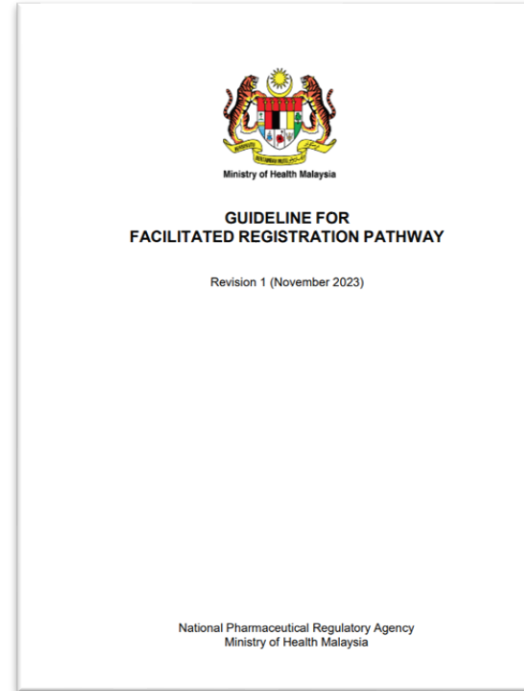 Ministry of Health Malaysia
GUIDELINE FOR
FACILITATED REGISTRATION PATHWAY
Revision 1 (November 2023)
National Pharmaceutical Regulatory Agency
Ministry of Health Malaysia